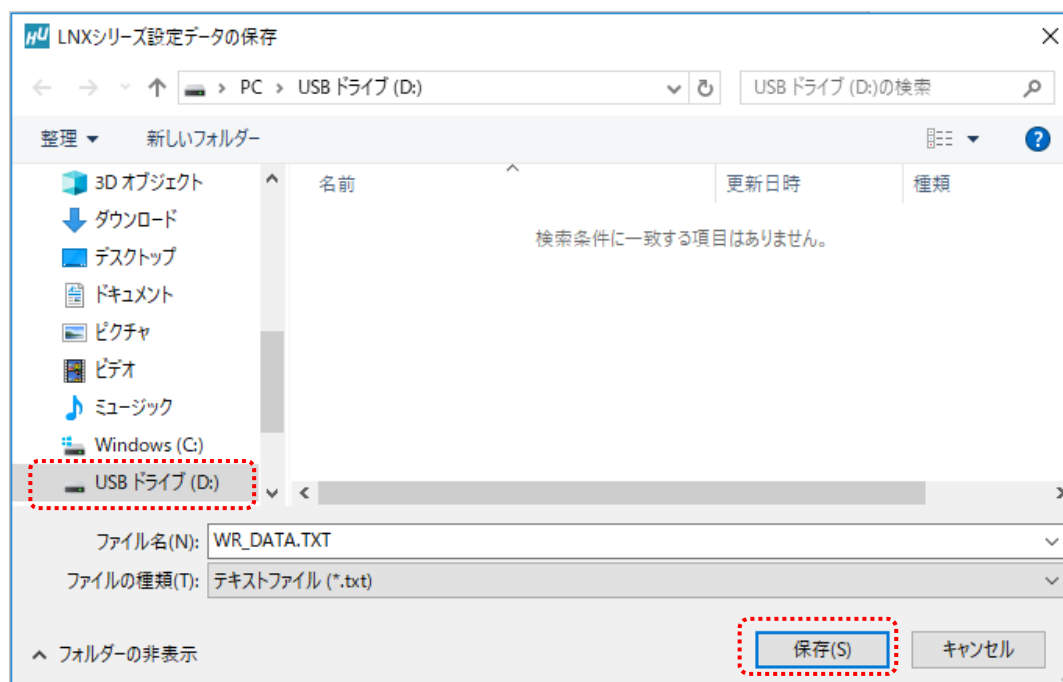 HU LNXシリーズ設定データの保存
PC › USB ドライブ (D:)
USB ドライブ (D:)の検索
整理
新しいフォルダー
?
名前
更新日時
種類
検索条件に一致する項目はありません。
3D オブジェクト
ダウンロード
デスクトップ
ドキュメント
ピクチャ
ビデオ
ミュージック
Windows (C:)
USB ドライブ (D:)
ファイル名(N): WR_DATA.TXT
ファイルの種類(T): テキストファイル (*.txt)
フォルダーの非表示
保存(S)
キャンセル